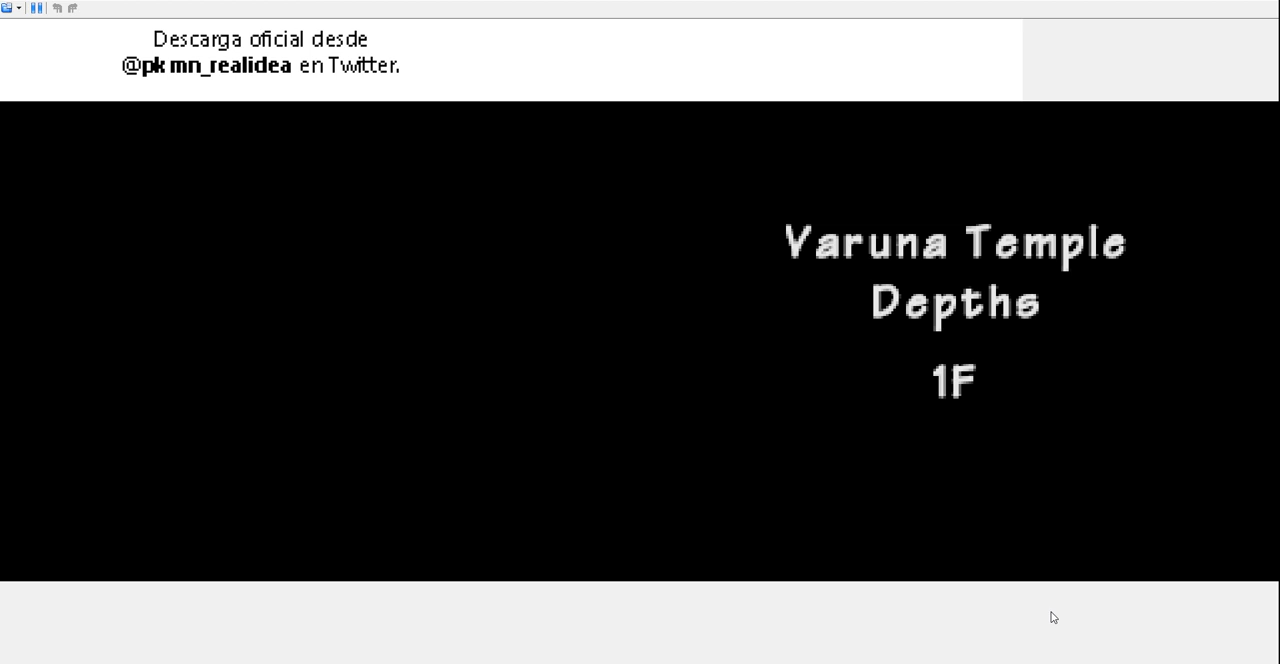 Descarga oficial desde
@pkmn_realidea en Twitter.
Varuna Temple
Depths
1F